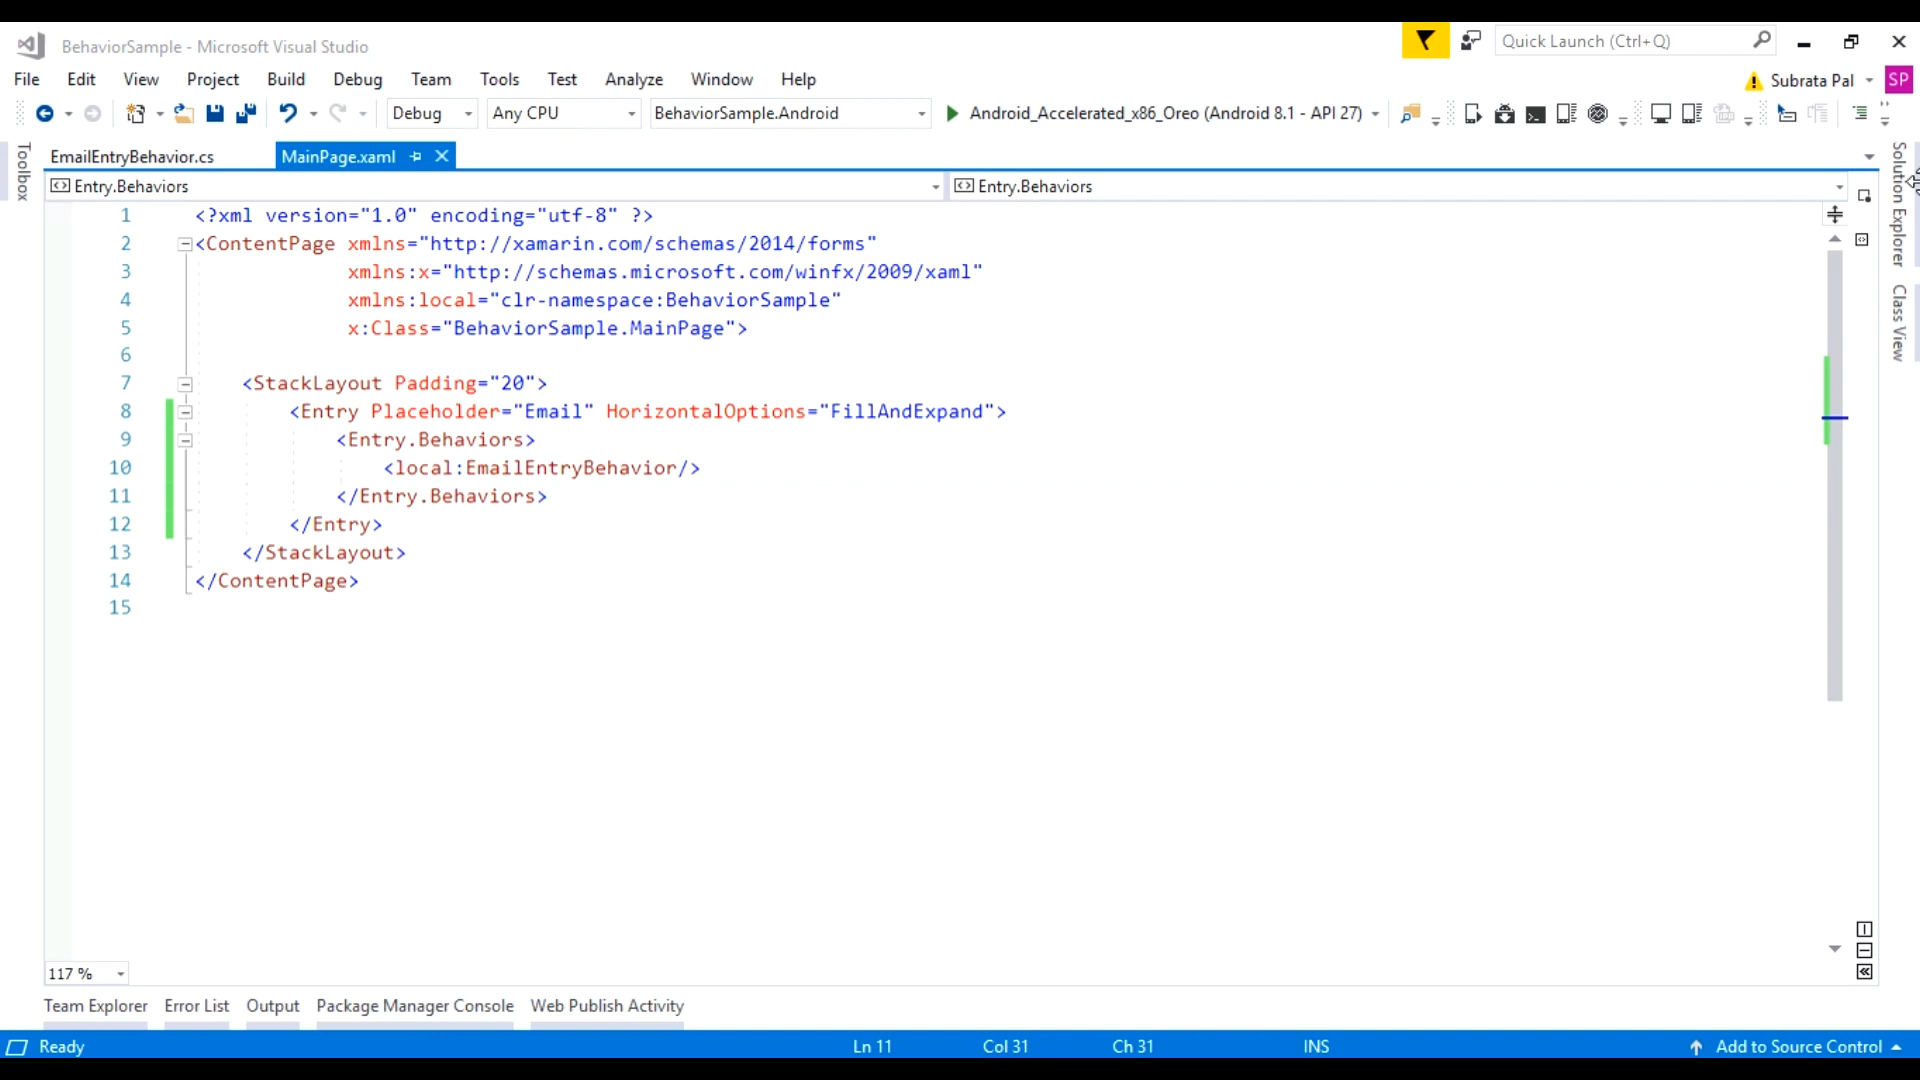 BehaviorSample - Microsoft Visual Studio
Quick Launch (Ctrl+Q)
File Edit View Project Build Debug Team Tools Test Analyze Window Help
Subrata Pal SP
Debug Any CPU BehaviorSample.Android Android_Accelerated_x86_Oreo (Android 8.1 - API 27)
EmailEntryBehavior.cs MainPage.xaml
Toolbox
Solution Explorer
Class View
Entry.Behaviors Entry.Behaviors
1 <?xml version="1.0" encoding="utf-8" ?>
2 <ContentPage xmlns="http://xamarin.com/schemas/2014/forms"
3 xmlns:x="http://schemas.microsoft.com/winfx/2009/xaml"
4 xmlns:local="clr-namespace:BehaviorSample"
5 x:Class="BehaviorSample.MainPage">
6
7 <StackLayout Padding="20">
8 <Entry Placeholder="Email" HorizontalOptions="FillAndExpand">
9 <Entry.Behaviors>
10 <local:EmailEntryBehavior/>
11 </Entry.Behaviors>
12 </Entry>
13 </StackLayout>
14 </ContentPage>
15
117 %
Team Explorer Error List Output Package Manager Console Web Publish Activity
Ready Ln 11 Col 31 Ch 31 INS Add to Source Control